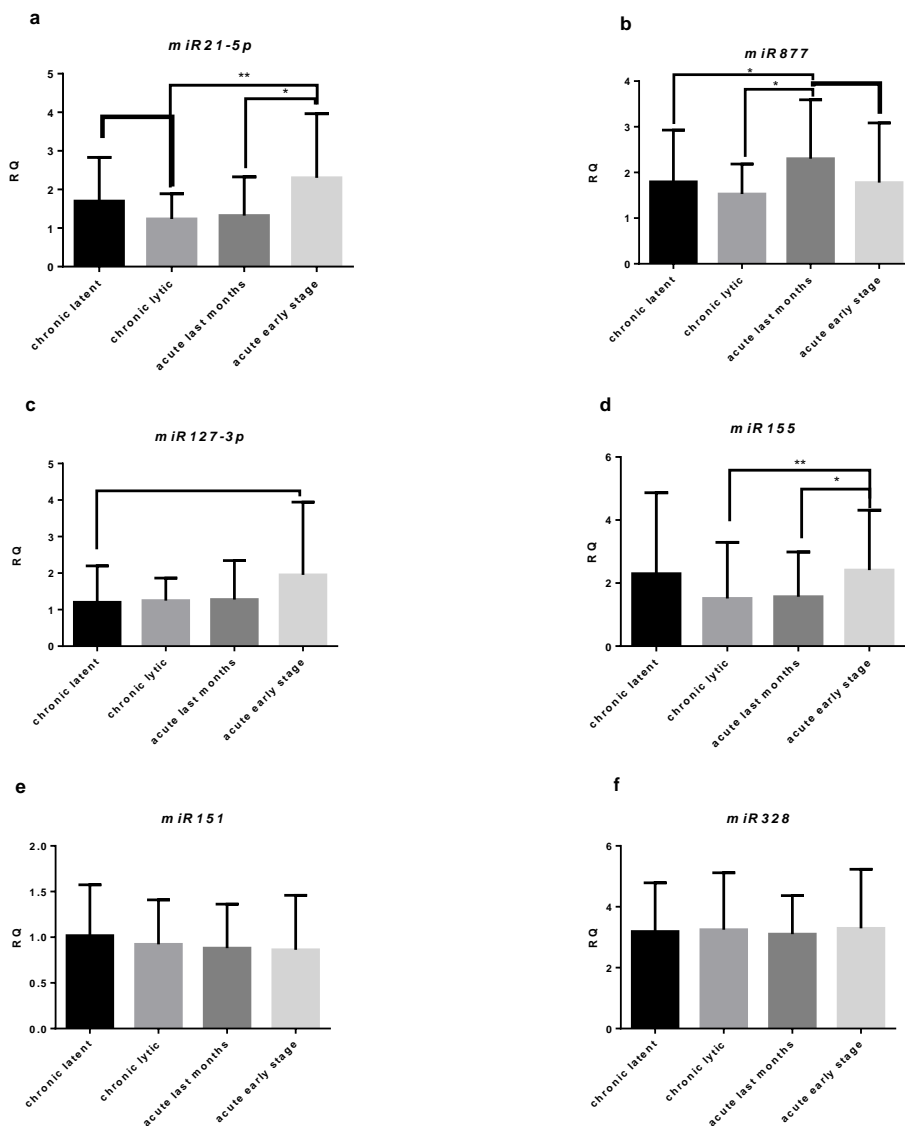 a
miR21-5p
5
4
3
2
1
0
RQ
**
*
chronic latent
chronic lytic
acute last months
acute early stage
b
miR877
4
3
2
1
0
RQ
*
*
chronic latent
chronic lytic
acute last months
acute early stage
c
miR127-3p
5
4
3
2
1
0
RQ
chronic latent
chronic lytic
acute last months
acute early stage
d
miR155
6
4
2
0
RQ
**
*
chronic latent
chronic lytic
acute last months
acute early stage
e
miR151
2.0
1.5
1.0
0.5
0.0
RQ
chronic latent
chronic lytic
acute last months
acute early stage
f
miR328
6
4
2
0
RQ
chronic latent
chronic lytic
acute last months
acute early stage